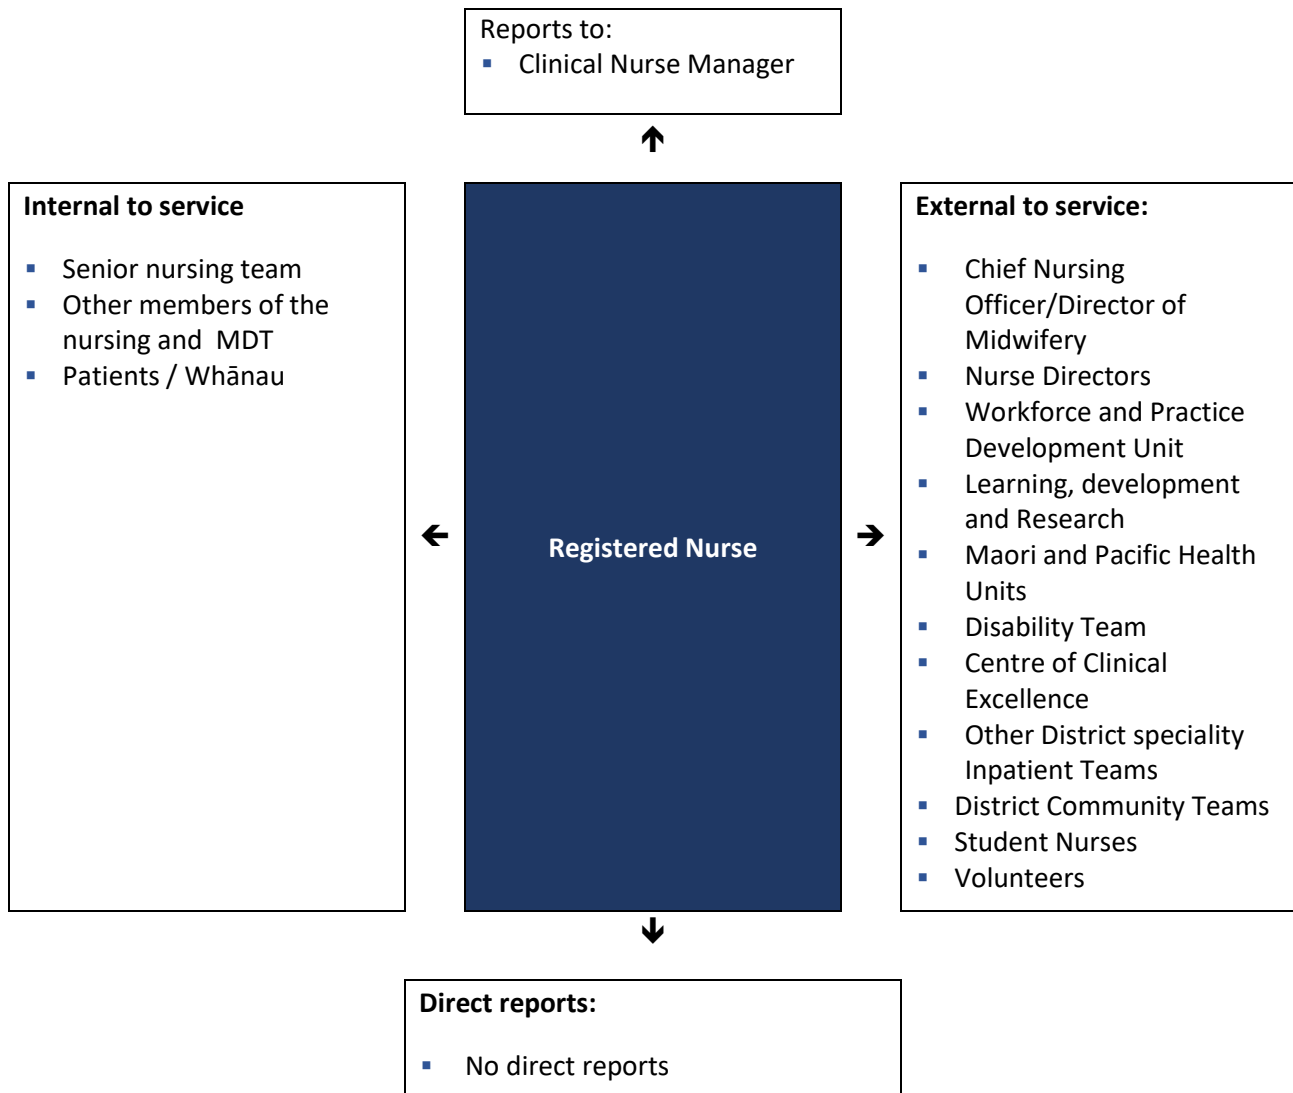 Reports to:
▪ Clinical Nurse Manager
Internal to service
▪ Senior nursing team
▪ Other members of the
nursing and MDT
▪ Patients / Whānau
Registered Nurse
External to service:
▪ Chief Nursing
Officer/Director of
Midwifery
▪ Nurse Directors
▪ Workforce and Practice
Development Unit
▪ Learning, development
and Research
▪ Maori and Pacific Health
Units
▪ Disability Team
▪ Centre of Clinical
Excellence
▪ Other District speciality
Inpatient Teams
▪ District Community Teams
▪ Student Nurses
▪ Volunteers
Direct reports:
▪ No direct reports